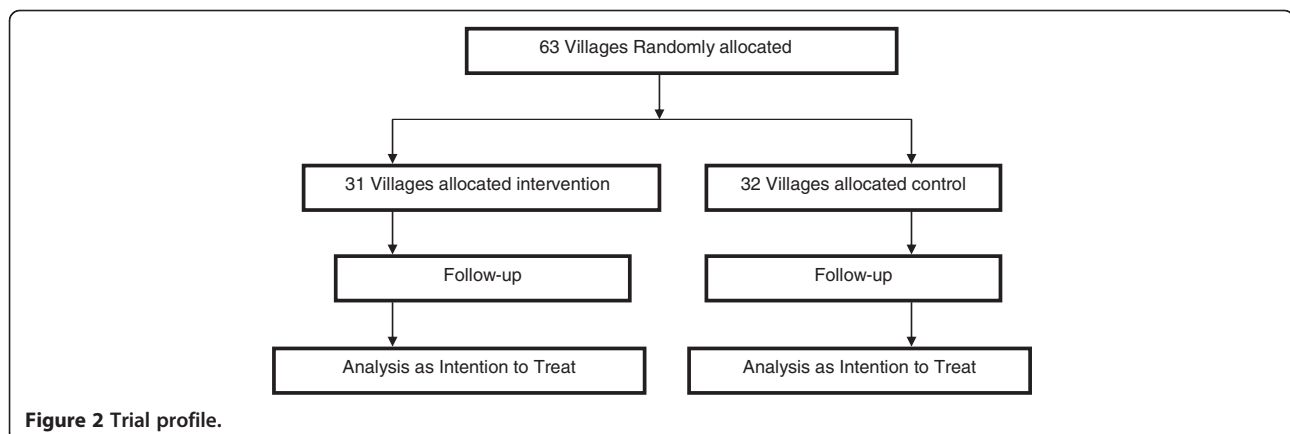 63 Villages Randomly allocated
31 Villages allocated intervention
32 Villages allocated control
Follow-up
Follow-up
Analysis as Intention to Treat
Analysis as Intention to Treat
Figure 2 Trial profile.